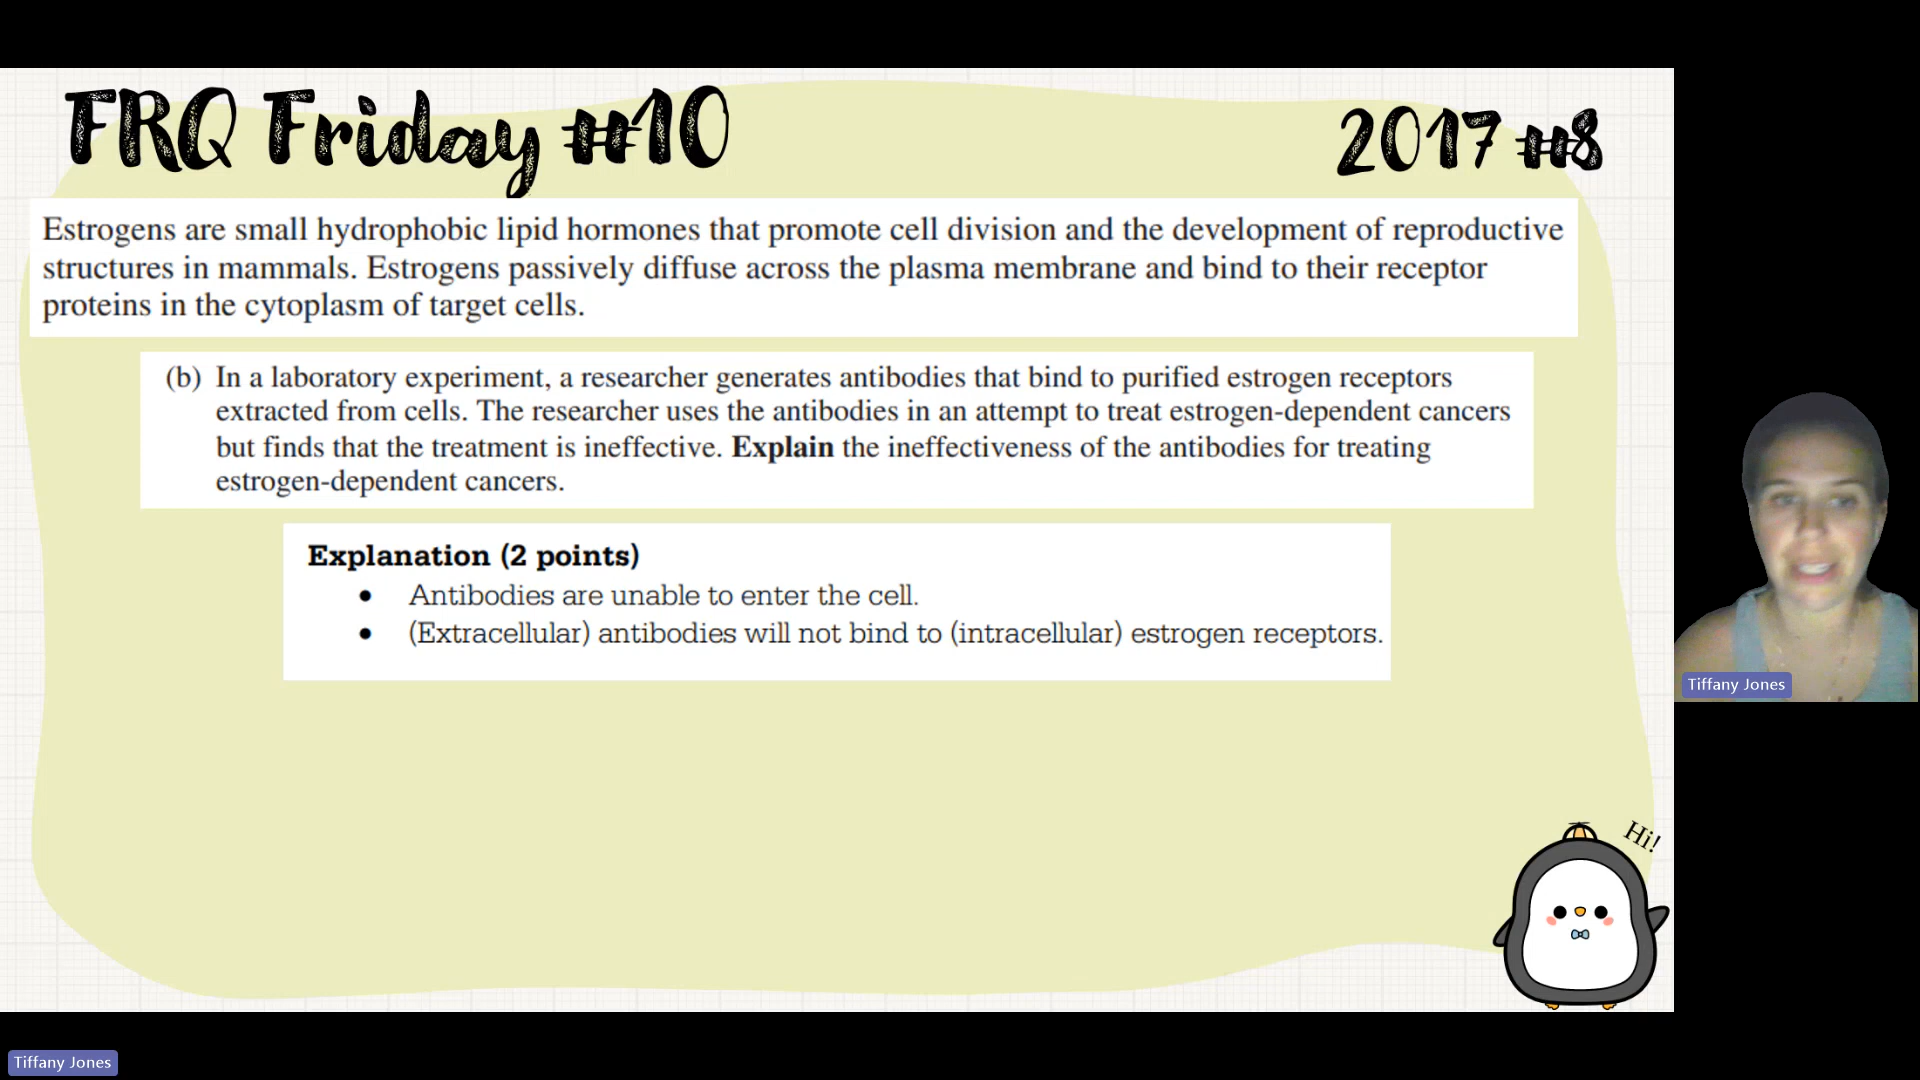 FRQ Friday #10
2017 #8
Estrogens are small hydrophobic lipid hormones that promote cell division and the development of reproductive
structures in mammals. Estrogens passively diffuse across the plasma membrane and bind to their receptor
proteins in the cytoplasm of target cells.
(b) In a laboratory experiment, a researcher generates antibodies that bind to purified estrogen receptors
extracted from cells. The researcher uses the antibodies in an attempt to treat estrogen-dependent cancers
but finds that the treatment is ineffective. Explain the ineffectiveness of the antibodies for treating
estrogen-dependent cancers.
Explanation (2 points)
• Antibodies are unable to enter the cell.
• (Extracellular) antibodies will not bind to (intracellular) estrogen receptors.
Tiffany Jones
Hi!
Tiffany Jones